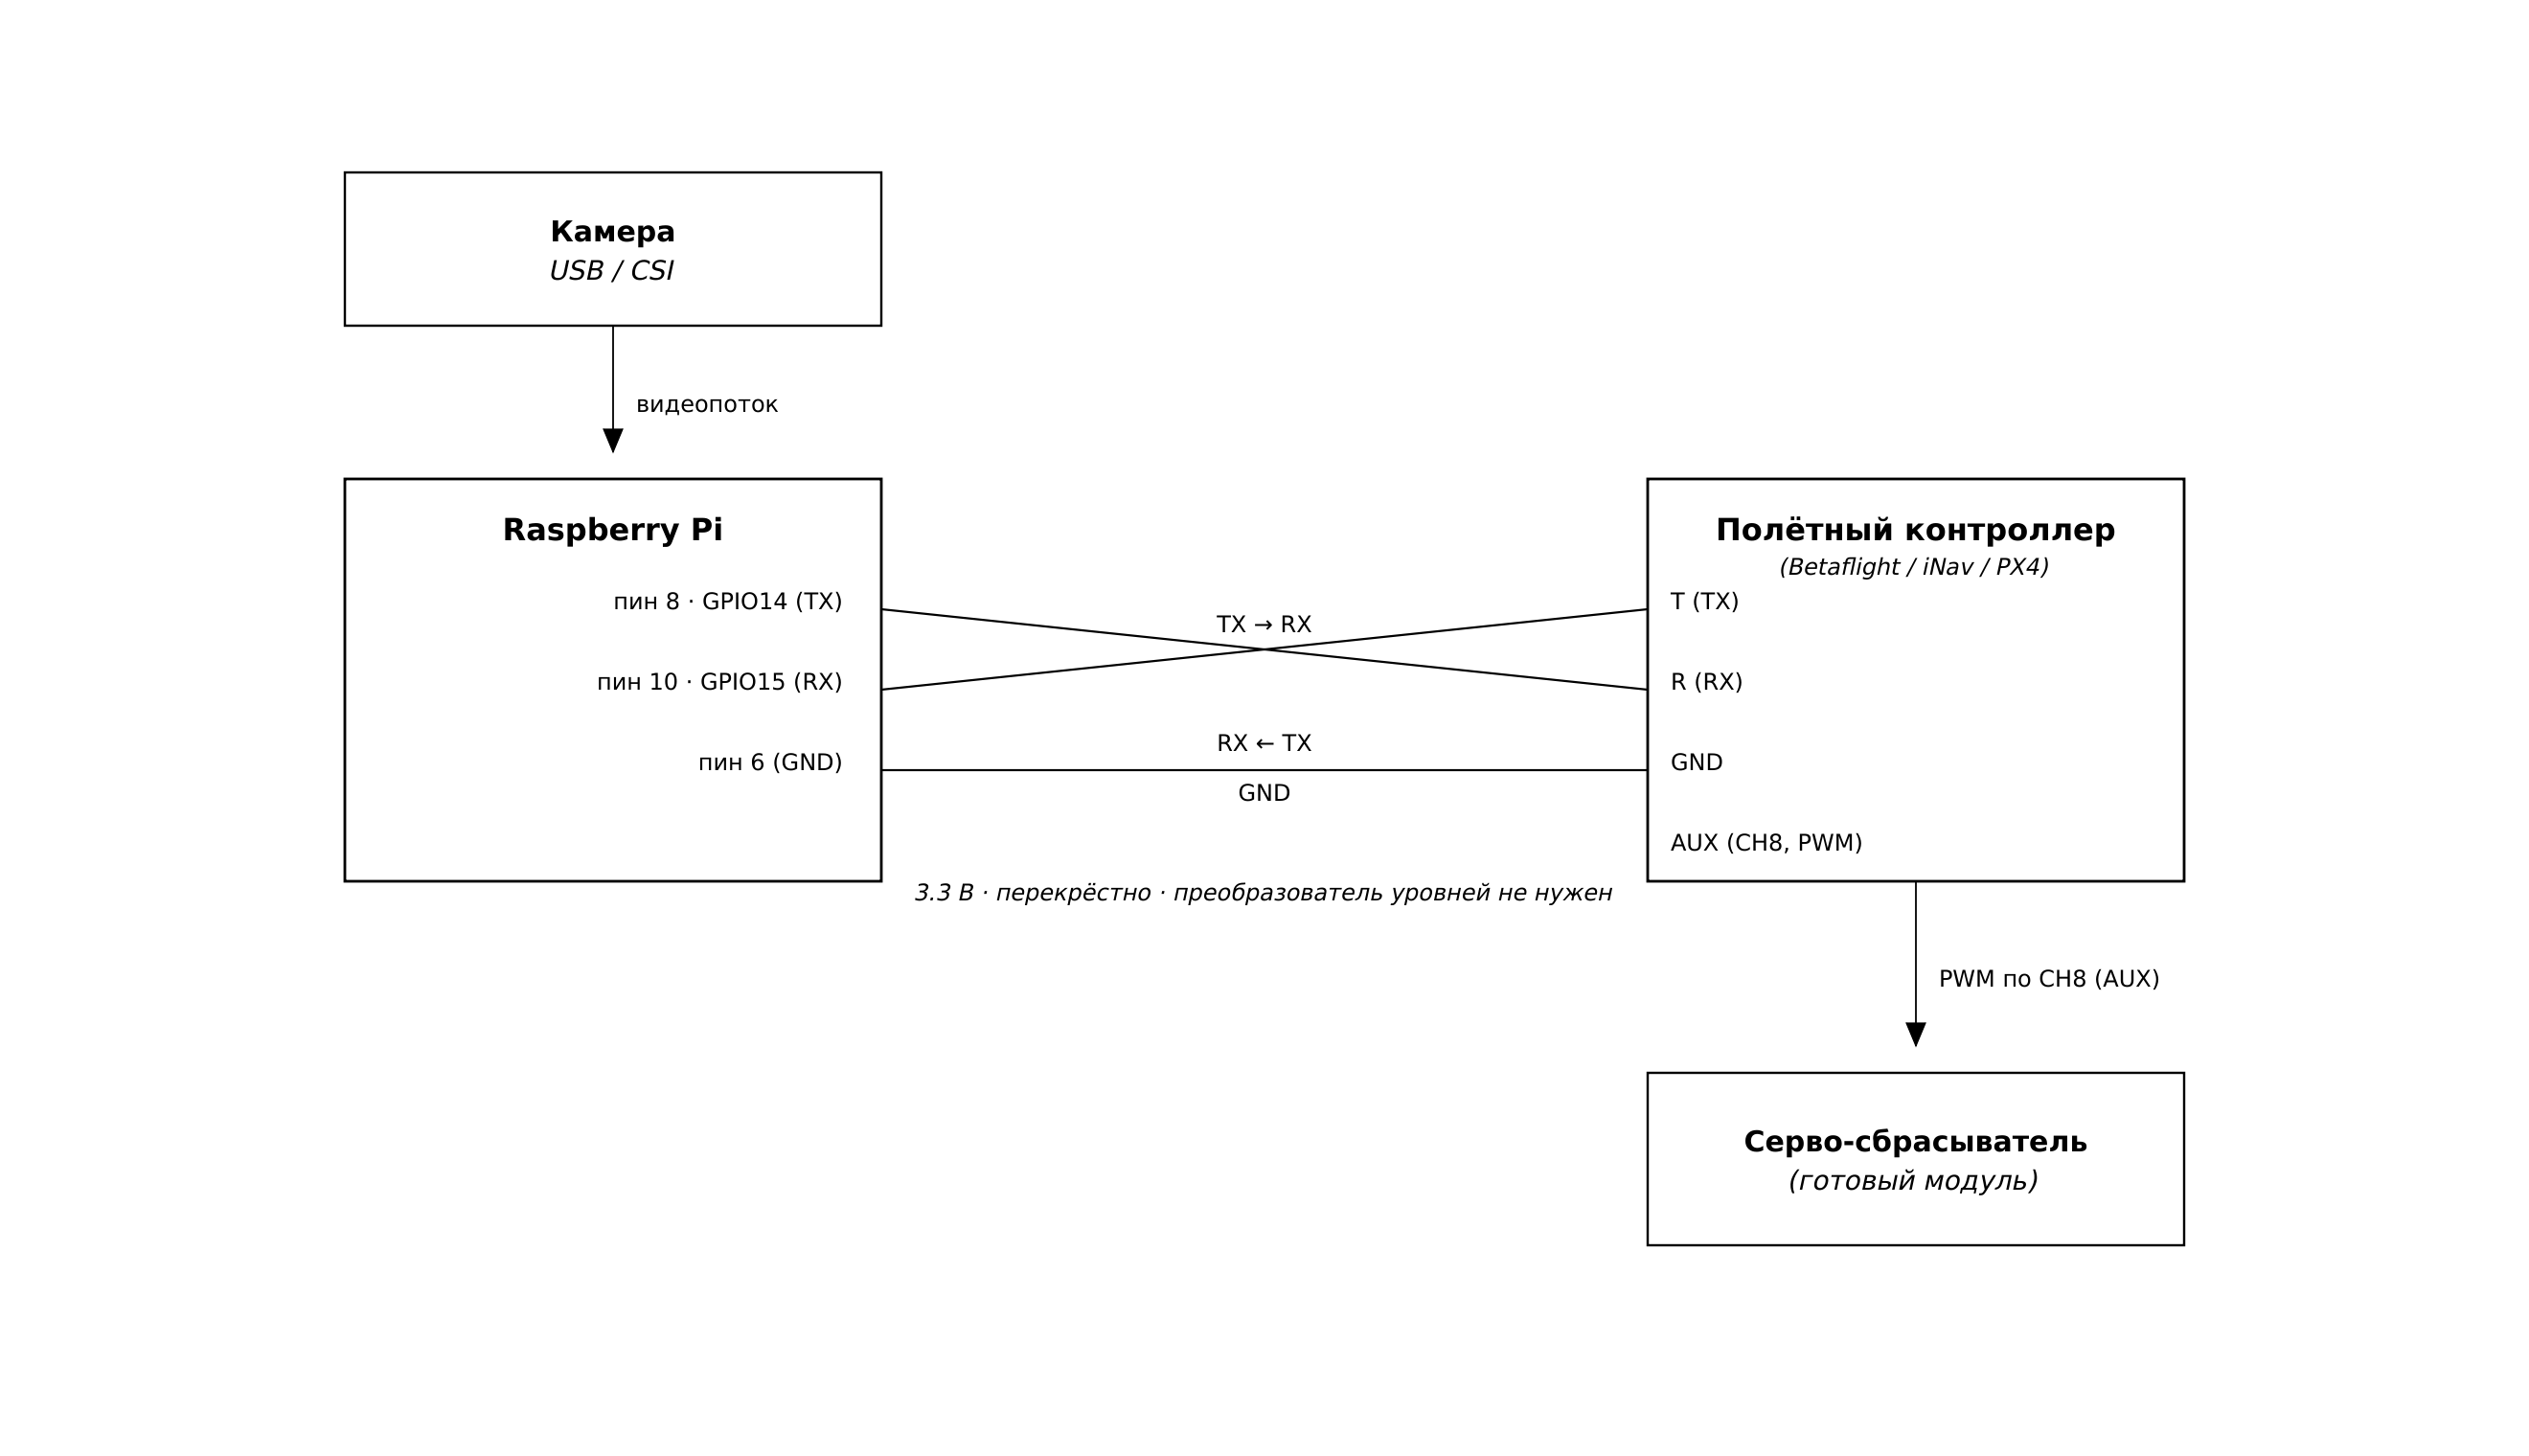 Камера
USB / CSI
видеопоток
Raspberry Pi
пин 8 · GPIO14 (TX)
пин 10 · GPIO15 (RX)
пин 6 (GND)
TX → RX
RX ← TX
GND
3.3 В · перекрёстно · преобразователь уровней не нужен
Полётный контроллер
(Betaflight / iNav / PX4)
T (TX)
R (RX)
GND
AUX (CH8, PWM)
PWM по CH8 (AUX)
Серво-сбрасыватель
(готовый модуль)